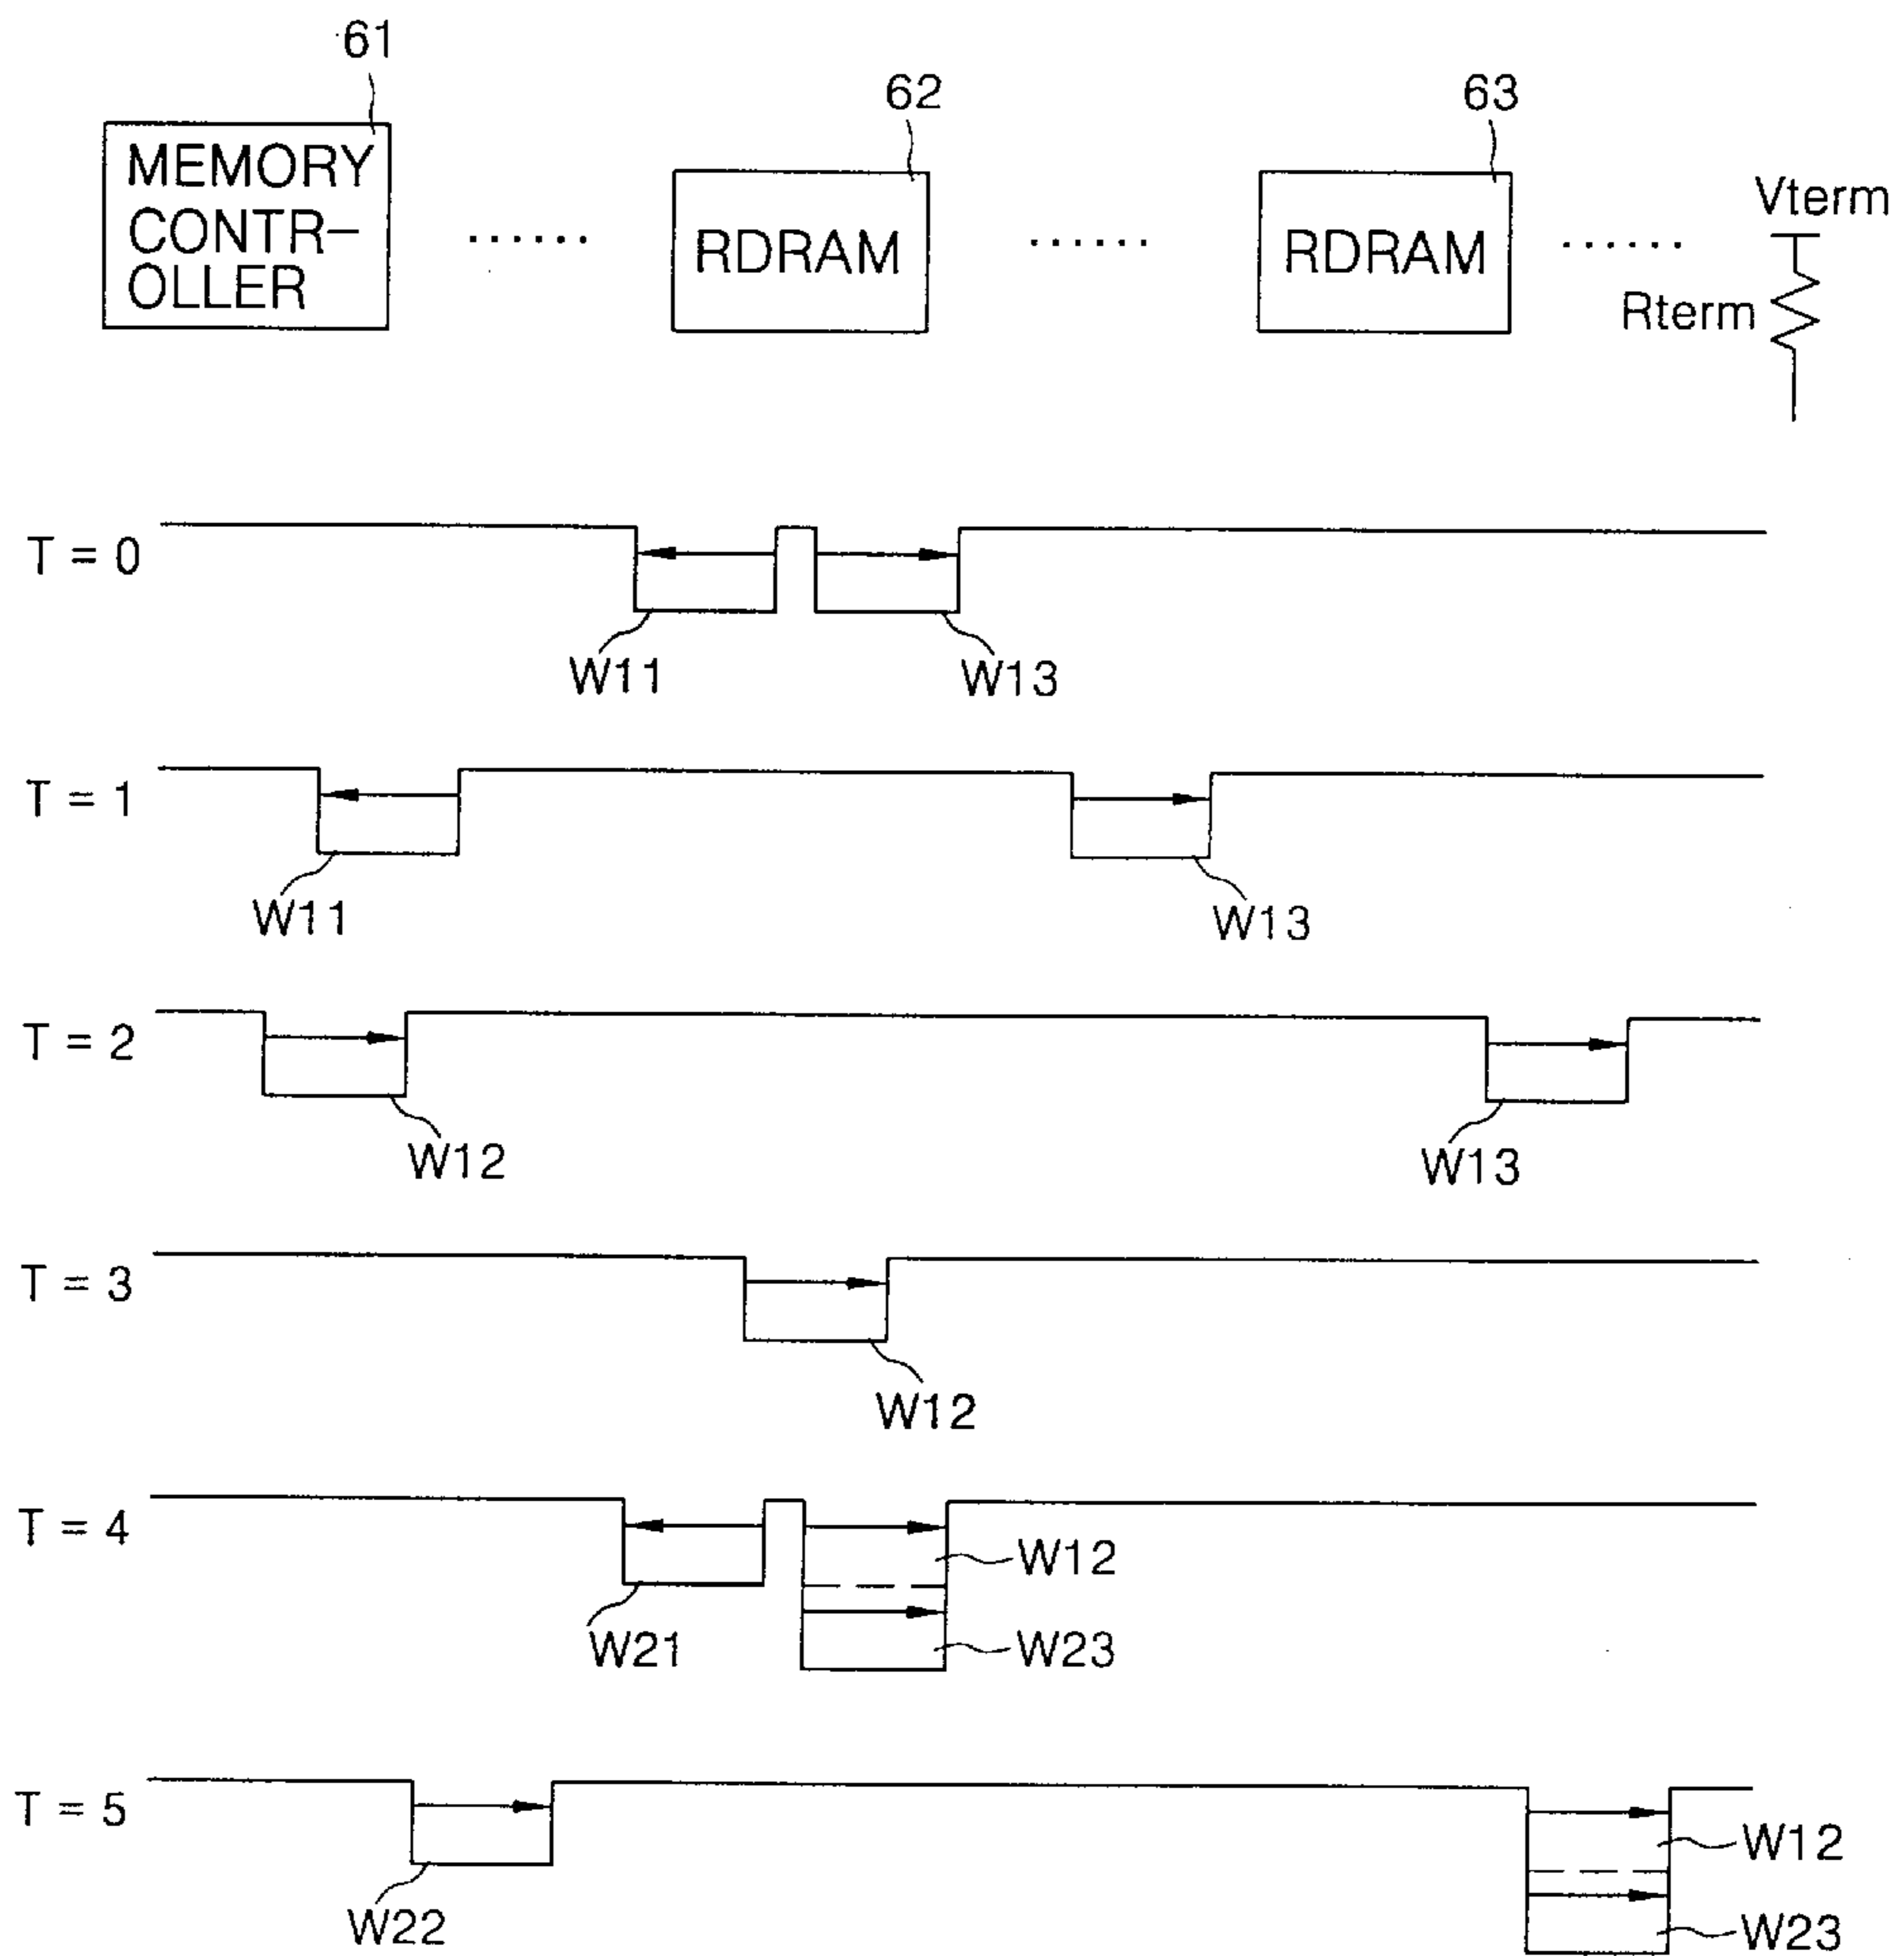 61
62
63
MEMORY
CONTR-
OLLER
......
RDRAM
......
RDRAM
......
Vterm
Rterm
T = 0
W11
W13
T = 1
W11
W13
T = 2
W12
W13
T = 3
W12
T = 4
W12
W21
W23
T = 5
W12
W22
W23